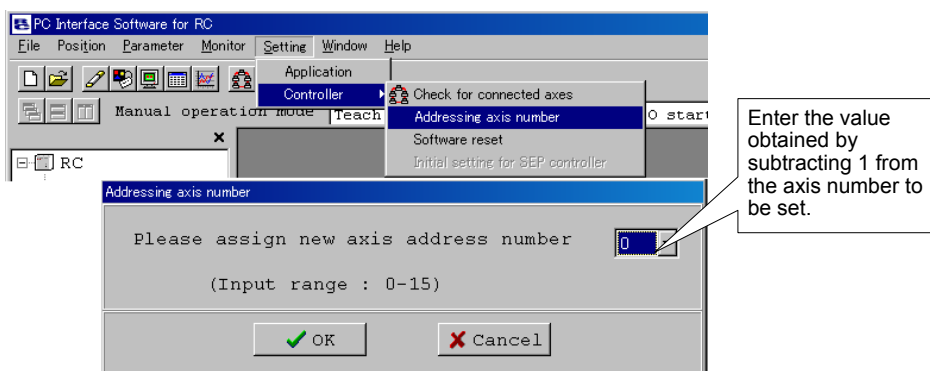 PC Interface Software for RC
File Position Parameter Monitor Setting Window Help
Application
Controller
Check for connected axes
Addressing axis number
Software reset
Initial setting for SEP controller
Manual operation mode Teach
O start
RC
Addressing axis number
Please assign new axis address number 0
(Input range : 0-15)
OK Cancel
Enter the value
obtained by
subtracting 1 from
the axis number to
be set.